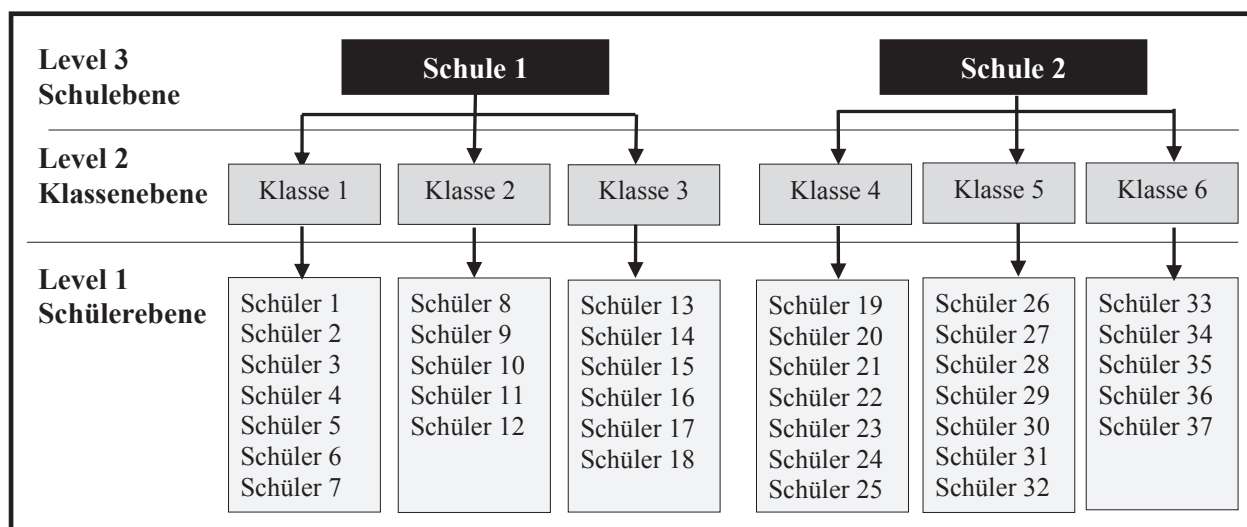 Level 3
Schulebene
Schule 1
Schule 2
Level 2
Klassenebene
Klasse 1
Klasse 2
Klasse 3
Klasse 4
Klasse 5
Klasse 6
Level 1
Schülerebene
Schüler 1
Schüler 2
Schüler 3
Schüler 4
Schüler 5
Schüler 6
Schüler 7
Schüler 8
Schüler 9
Schüler 10
Schüler 11
Schüler 12
Schüler 13
Schüler 14
Schüler 15
Schüler 16
Schüler 17
Schüler 18
Schüler 19
Schüler 20
Schüler 21
Schüler 22
Schüler 23
Schüler 24
Schüler 25
Schüler 26
Schüler 27
Schüler 28
Schüler 29
Schüler 30
Schüler 31
Schüler 32
Schüler 33
Schüler 34
Schüler 35
Schüler 36
Schüler 37